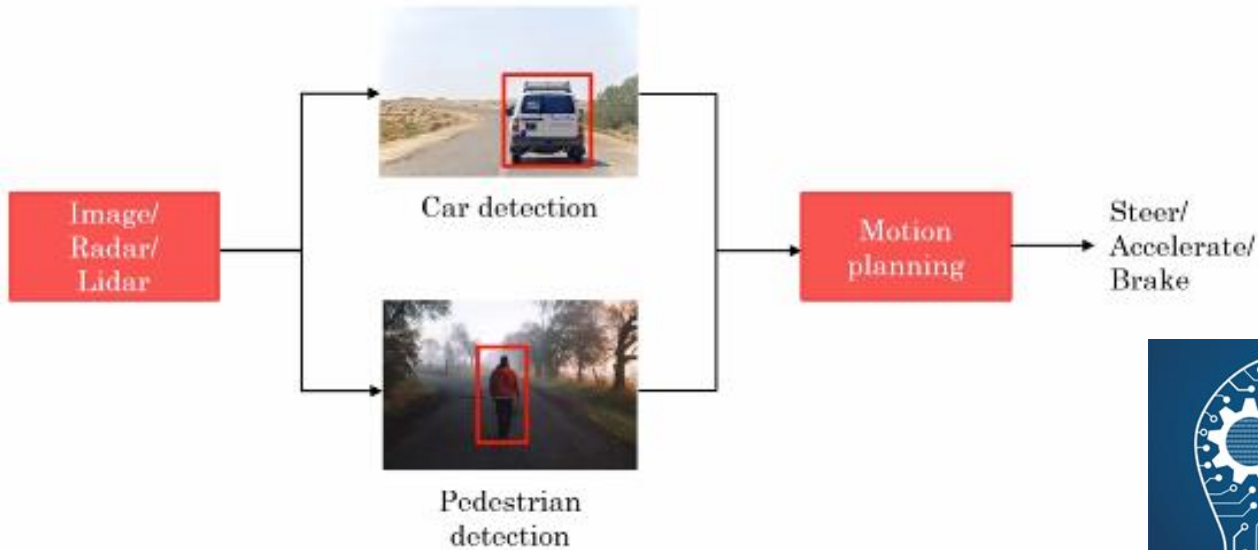 Image/
Radar/
Lidar
Car detection
Pedestrian
detection
Motion
planning
Steer/
Accelerate/
Brake